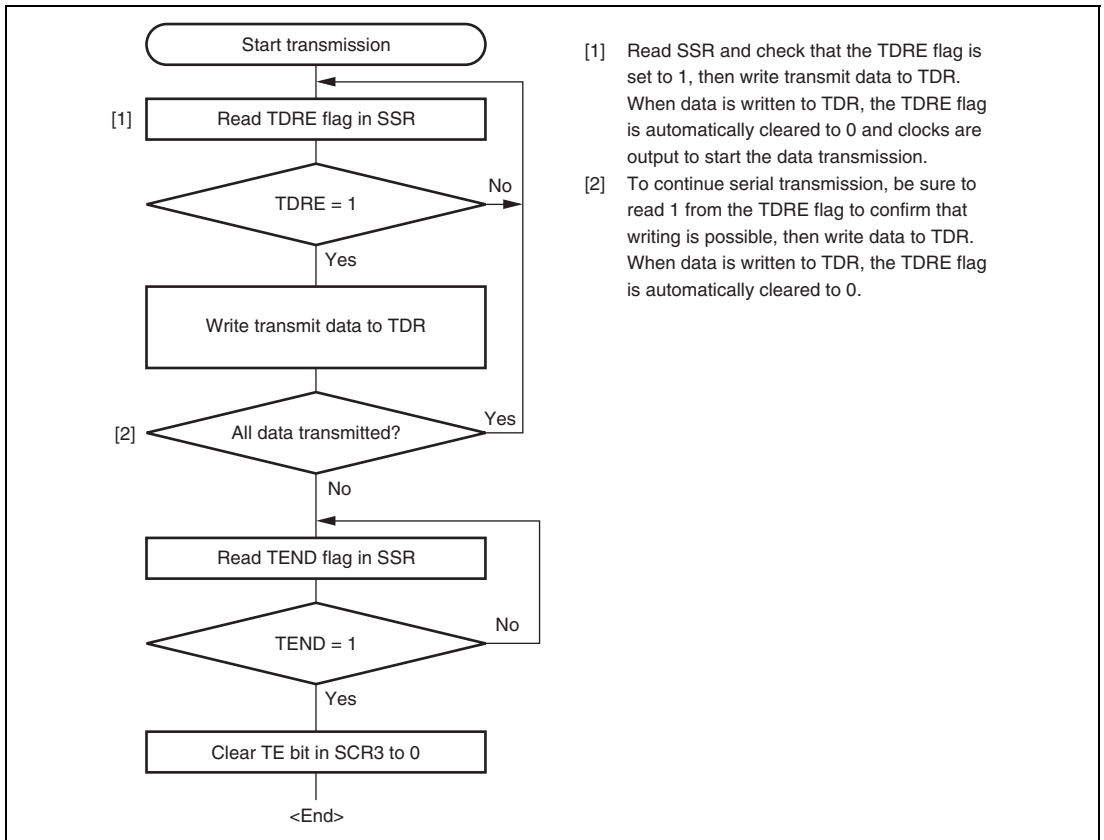 Start transmission
[1]
Read TDRE flag in SSR
No
TDRE = 1
Yes
Write transmit data to TDR
Yes
[2]
All data transmitted?
No
Read TEND flag in SSR
No
TEND = 1
Yes
Clear TE bit in SCR3 to 0
<End>
[1] Read SSR and check that the TDRE flag is
set to 1, then write transmit data to TDR.
When data is written to TDR, the TDRE flag
is automatically cleared to 0 and clocks are
output to start the data transmission.
[2] To continue serial transmission, be sure to
read 1 from the TDRE flag to confirm that
writing is possible, then write data to TDR.
When data is written to TDR, the TDRE flag
is automatically cleared to 0.